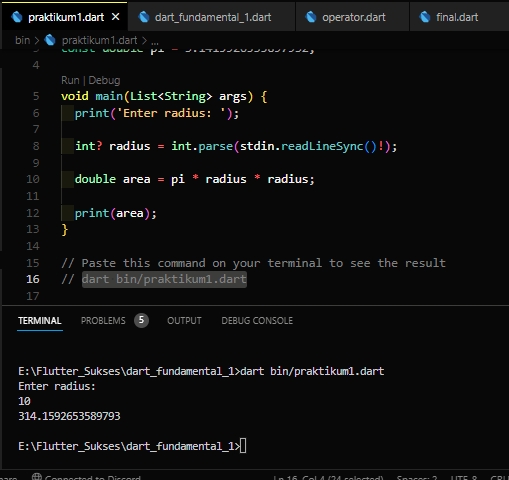 praktikum1.dart X dart_fundamental_1.dart operator.dart final.dart
bin > praktikum1.dart > ...
3 const double pi = 3.141592653589793;
4
Run | Debug
5 void main(List<String> args) {
6 print('Enter radius: ');
7
8 int? radius = int.parse(stdin.readLineSync()!);
9
10 double area = pi * radius * radius;
11
12 print(area);
13 }
14
15 // Paste this command on your terminal to see the result
16 // dart bin/praktikum1.dart
17
TERMINAL PROBLEMS 5 OUTPUT DEBUG CONSOLE
E:\Flutter_Sukses\dart_fundamental_1>dart bin/praktikum1.dart
Enter radius:
10
314.1592653589793
E:\Flutter_Sukses\dart_fundamental_1>
Connected to Discord Ln 16, Col 4 (24 selected) Spaces: 2 UTF-8